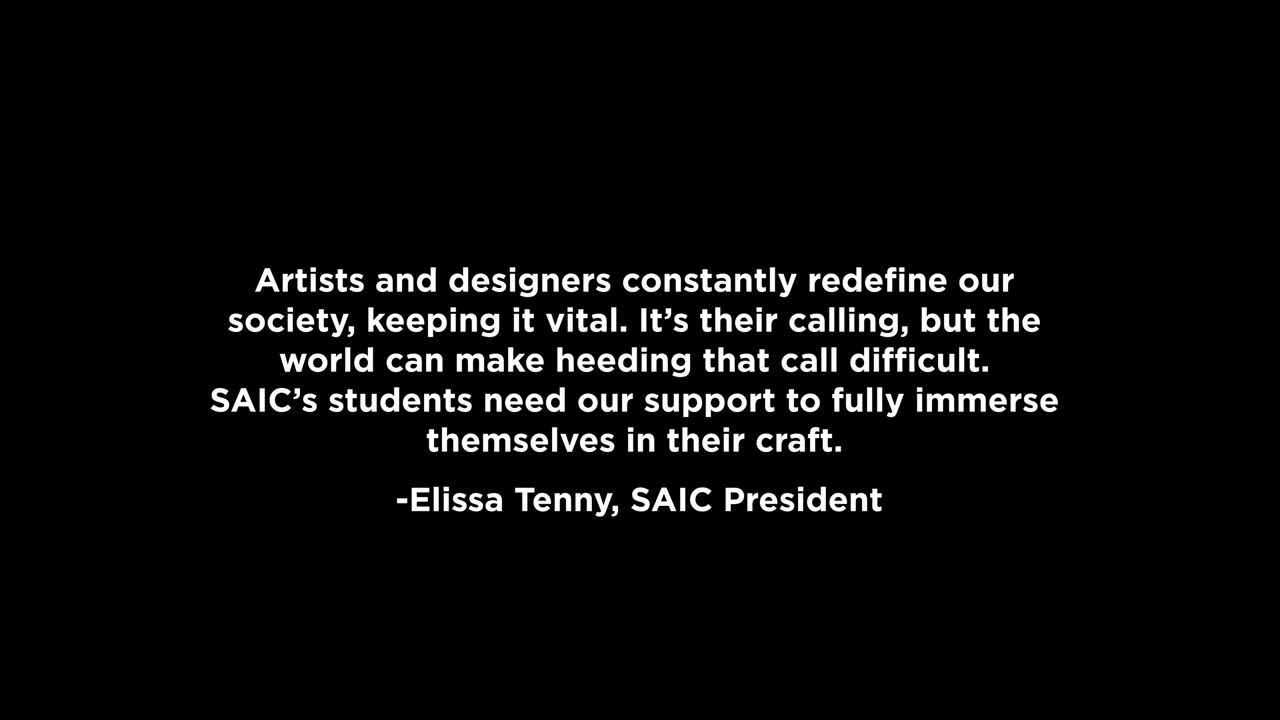 Artists and designers constantly redefine our
society, keeping it vital. It’s their calling, but the
world can make heeding that call difficult.
SAIC’s students need our support to fully immerse
themselves in their craft.
-Elissa Tenny, SAIC President